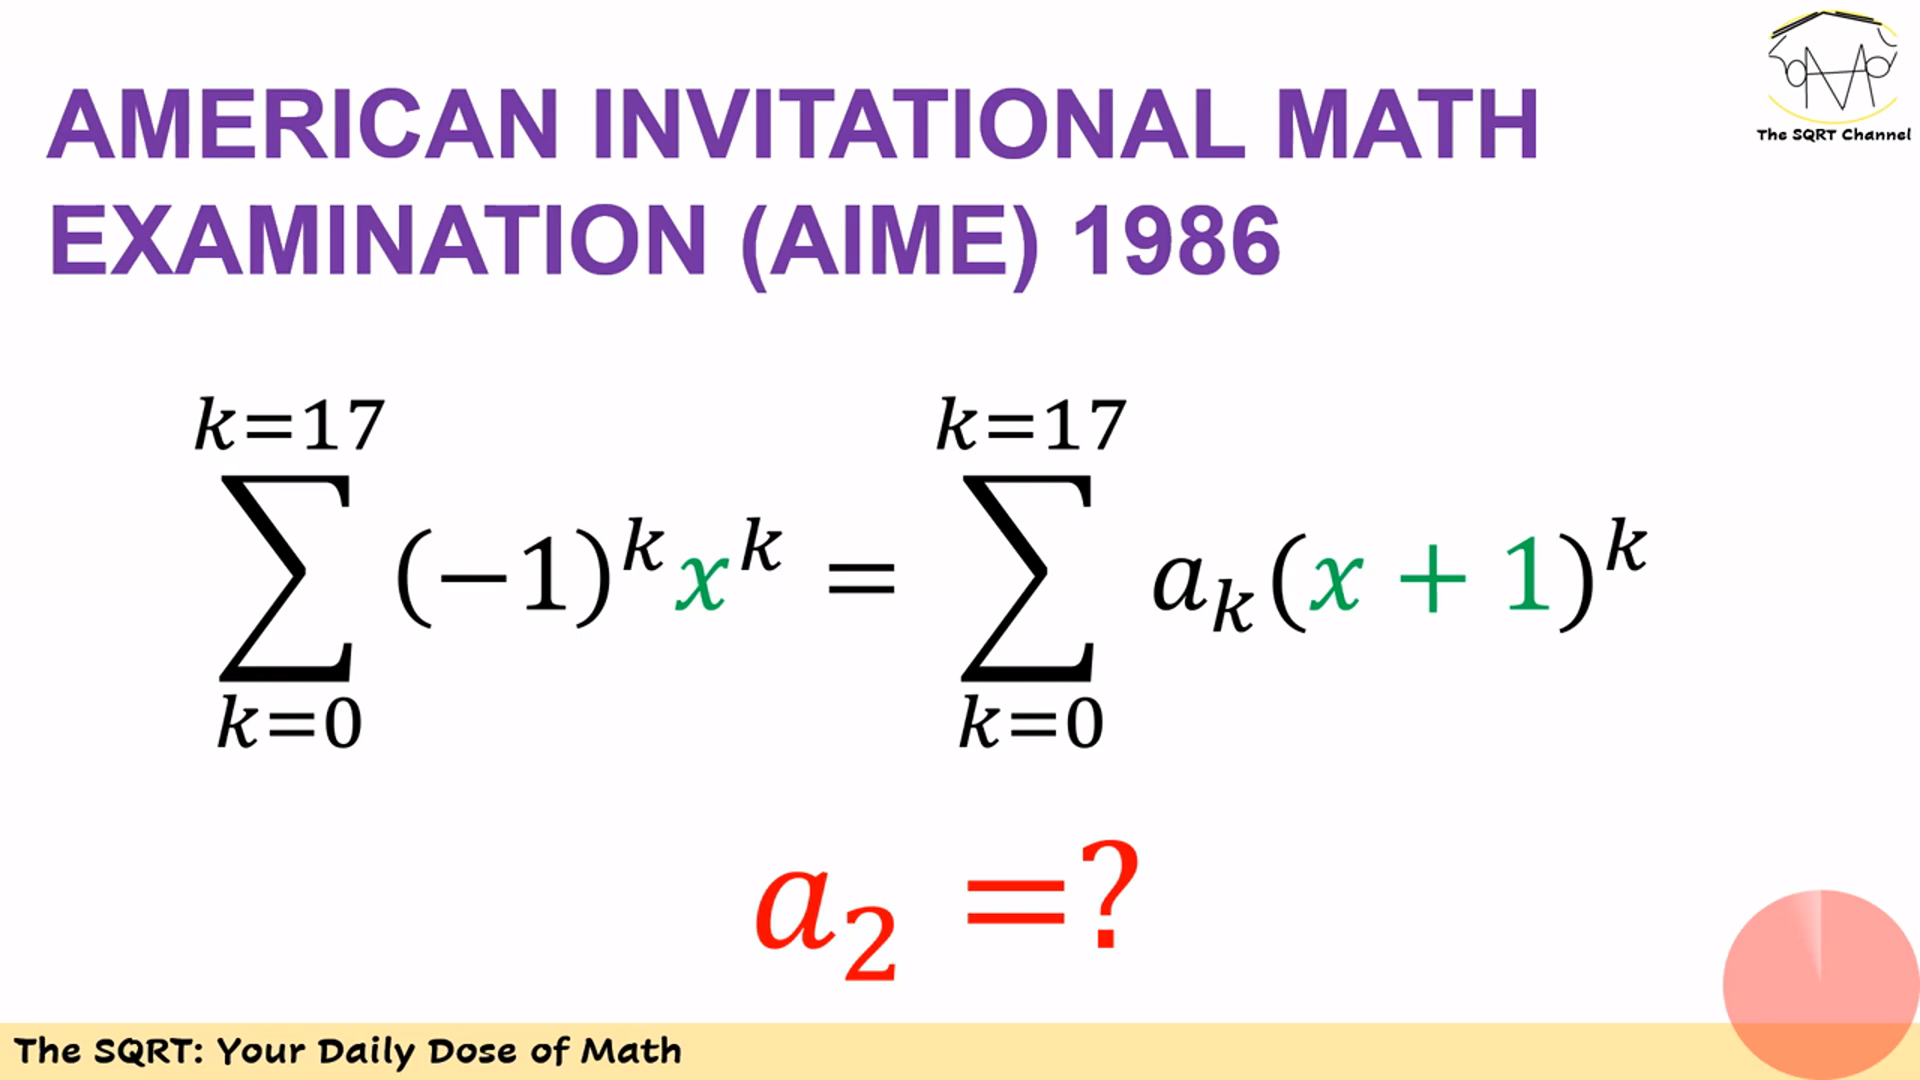 The SQRT Channel
AMERICAN INVITATIONAL MATH
EXAMINATION (AIME) 1986
k=17 k=17
∑ (−1)^k x^k = ∑ a_k(x + 1)^k
k=0 k=0
a_2 =?
The SQRT: Your Daily Dose of Math